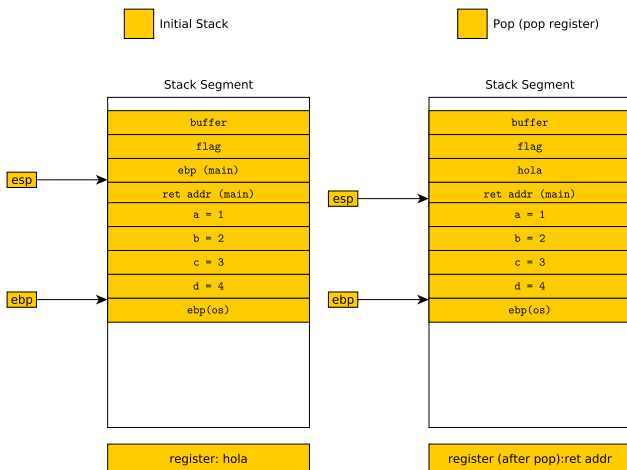 Initial Stack
Pop (pop register)
Stack Segment
buffer
flag
ebp (main)
esp
ret addr (main)
a = 1
b = 2
c = 3
d = 4
ebp
ebp(os)
register: hola
Stack Segment
buffer
flag
hola
esp
ret addr (main)
a = 1
b = 2
c = 3
d = 4
ebp
ebp(os)
register (after pop):ret addr